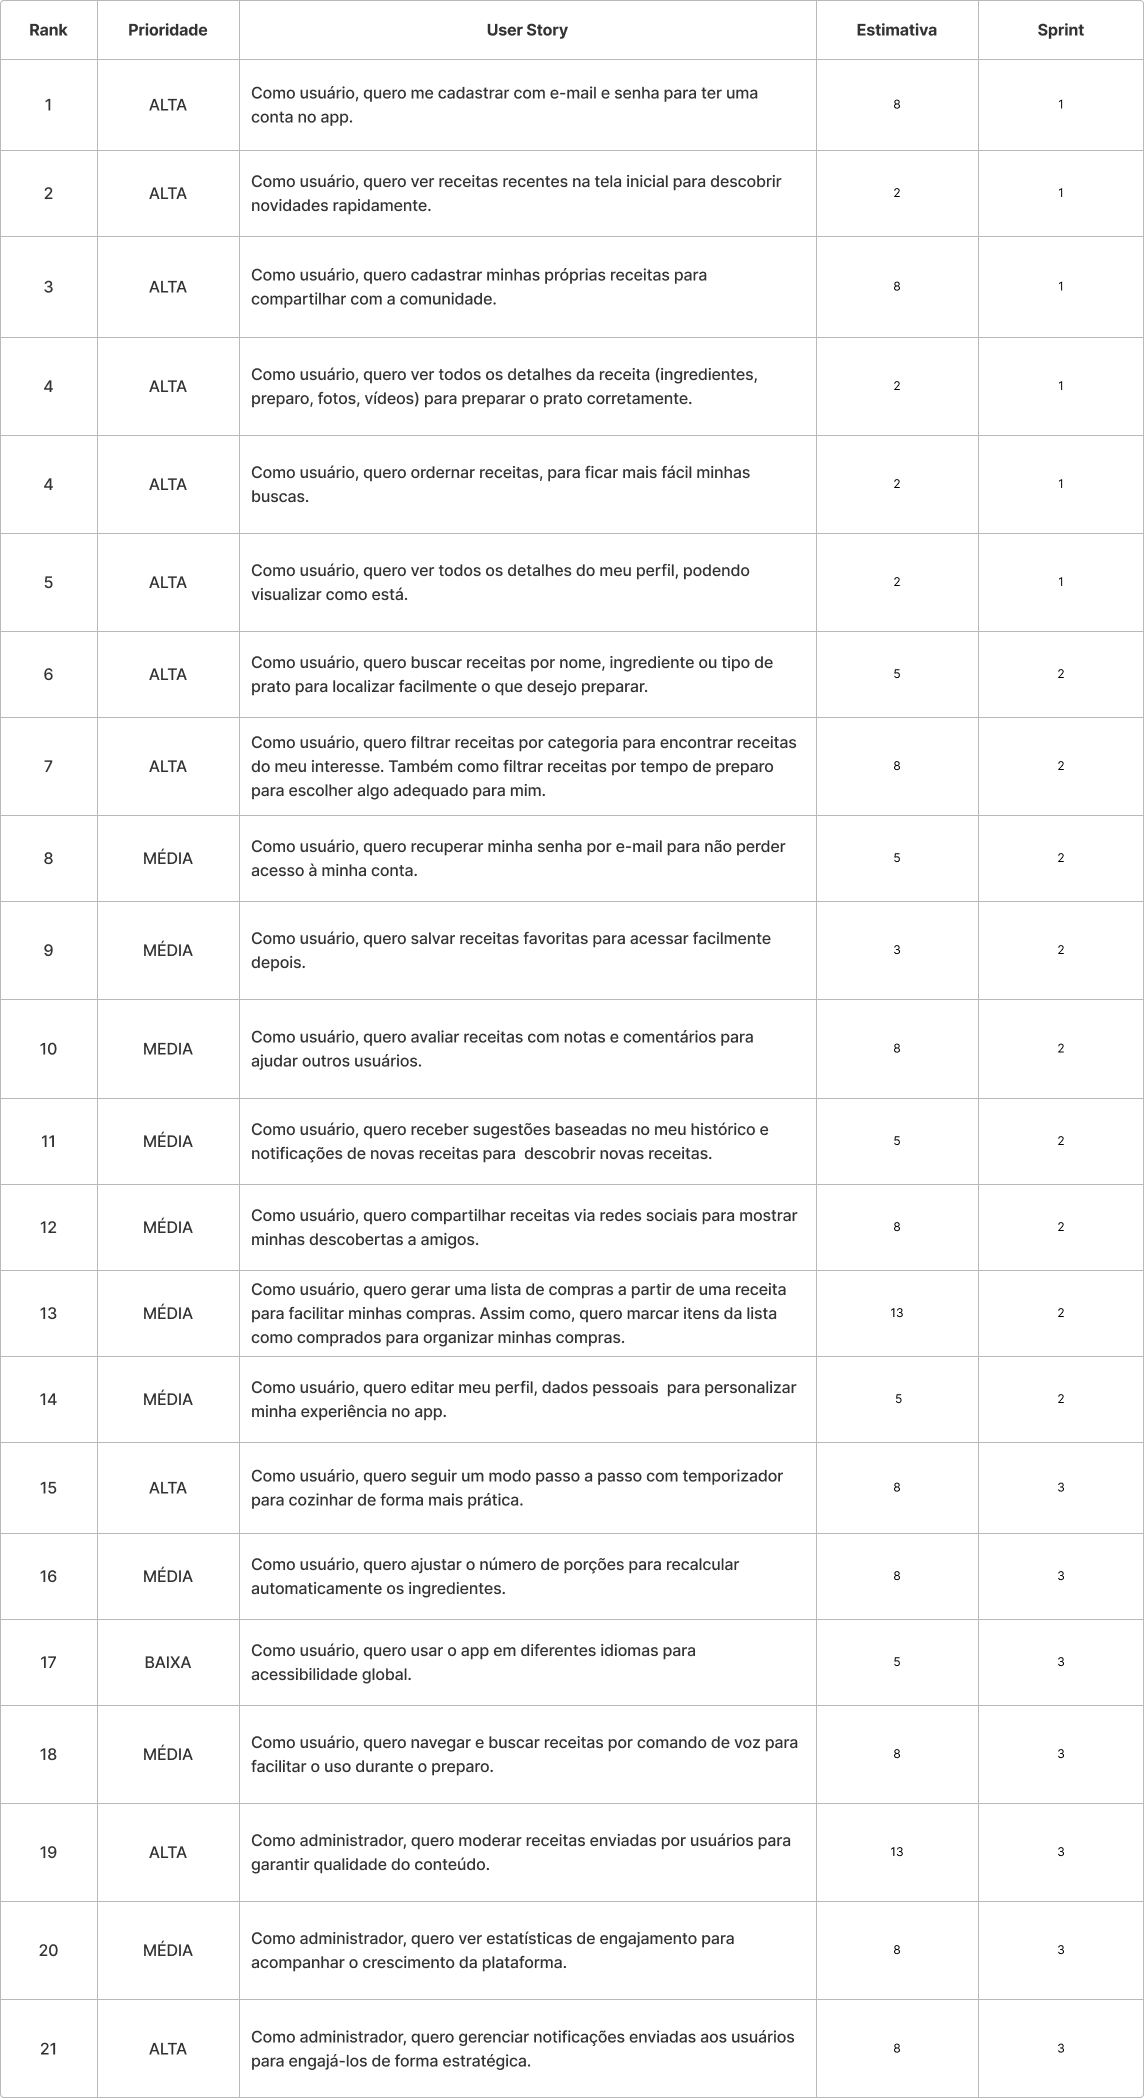 Rank Prioridade User Story Estimativa Sprint
1 ALTA Como usuário, quero me cadastrar com e-mail e senha para ter uma
conta no app. 8 1
2 ALTA Como usuário, quero ver receitas recentes na tela inicial para descobrir
novidades rapidamente. 2 1
3 ALTA Como usuário, quero cadastrar minhas próprias receitas para
compartilhar com a comunidade. 8 1
4 ALTA Como usuário, quero ver todos os detalhes da receita (ingredientes,
preparo, fotos, vídeos) para preparar o prato corretamente. 2 1
4 ALTA Como usuário, quero ordernar receitas, para ficar mais fácil minhas
buscas. 2 1
5 ALTA Como usuário, quero ver todos os detalhes do meu perfil, podendo
visualizar como está. 2 1
6 ALTA Como usuário, quero buscar receitas por nome, ingrediente ou tipo de
prato para localizar facilmente o que desejo preparar. 5 2
7 ALTA Como usuário, quero filtrar receitas por categoria para encontrar receitas
do meu interesse. Também como filtrar receitas por tempo de preparo
para escolher algo adequado para mim. 8 2
8 MÉDIA Como usuário, quero recuperar minha senha por e-mail para não perder
acesso à minha conta. 5 2
9 MÉDIA Como usuário, quero salvar receitas favoritas para acessar facilmente
depois. 3 2
10 MEDIA Como usuário, quero avaliar receitas com notas e comentários para
ajudar outros usuários. 8 2
11 MÉDIA Como usuário, quero receber sugestões baseadas no meu histórico e
notificações de novas receitas para  descobrir novas receitas. 5 2
12 MÉDIA Como usuário, quero compartilhar receitas via redes sociais para mostrar
minhas descobertas a amigos. 8 2
13 MÉDIA Como usuário, quero gerar uma lista de compras a partir de uma receita
para facilitar minhas compras. Assim como, quero marcar itens da lista
como comprados para organizar minhas compras. 13 2
14 MÉDIA Como usuário, quero editar meu perfil, dados pessoais  para personalizar
minha experiência no app. 5 2
15 ALTA Como usuário, quero seguir um modo passo a passo com temporizador
para cozinhar de forma mais prática. 8 3
16 MÉDIA Como usuário, quero ajustar o número de porções para recalcular
automaticamente os ingredientes. 8 3
17 BAIXA Como usuário, quero usar o app em diferentes idiomas para
acessibilidade global. 5 3
18 MÉDIA Como usuário, quero navegar e buscar receitas por comando de voz para
facilitar o uso durante o preparo. 8 3
19 ALTA Como administrador, quero moderar receitas enviadas por usuários para
garantir qualidade do conteúdo. 13 3
20 MÉDIA Como administrador, quero ver estatísticas de engajamento para
acompanhar o crescimento da plataforma. 8 3
21 ALTA Como administrador, quero gerenciar notificações enviadas aos usuários
para engajá-los de forma estratégica. 8 3